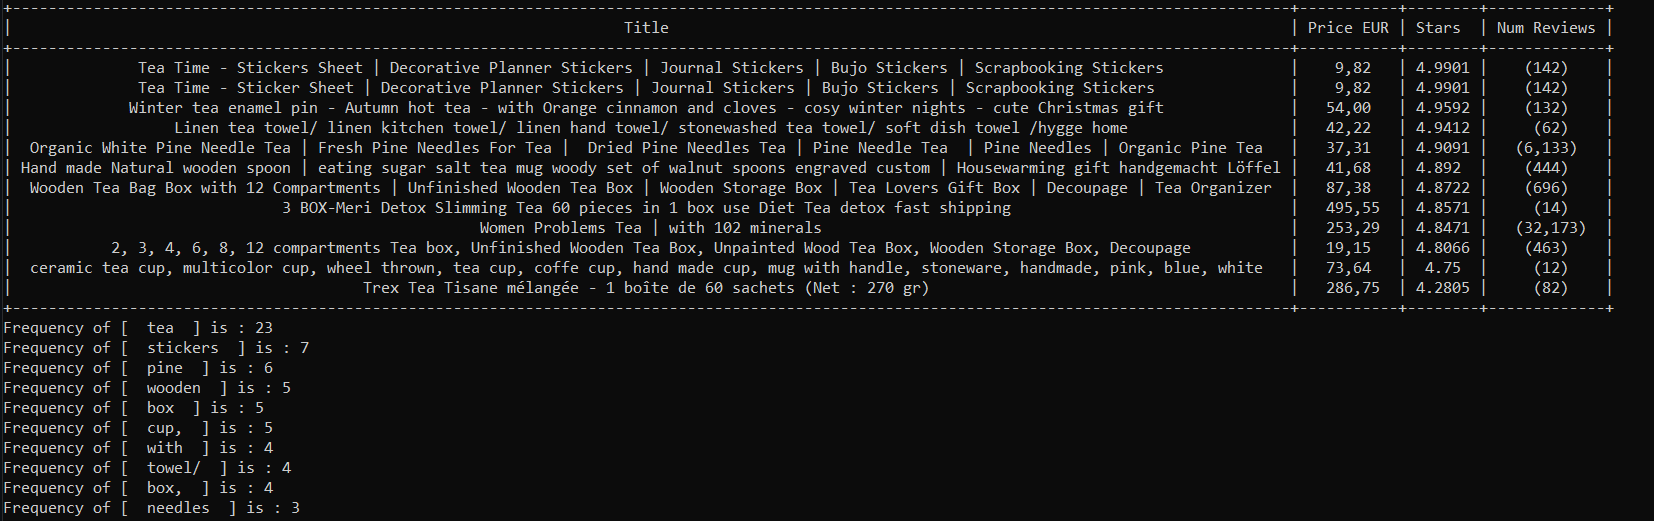 +------------------------------------------------------------------------------------------------------------------------------------------------+-----------+--------+-------------+
| Title | Price EUR | Stars | Num Reviews |
+------------------------------------------------------------------------------------------------------------------------------------------------+-----------+--------+-------------+
| Tea Time - Stickers Sheet | Decorative Planner Stickers | Journal Stickers | Bujo Stickers | Scrapbooking Stickers | 9,82 | 4.9901 | (142) |
| Tea Time - Sticker Sheet | Decorative Planner Stickers | Journal Stickers | Bujo Stickers | Scrapbooking Stickers | 9,82 | 4.9901 | (142) |
| Winter tea enamel pin - Autumn hot tea - with Orange cinnamon and cloves - cosy winter nights - cute Christmas gift | 54,00 | 4.9592 | (132) |
| Linen tea towel/ linen kitchen towel/ linen hand towel/ stonewashed tea towel/ soft dish towel /hygge home | 42,22 | 4.9412 | (62) |
| Organic White Pine Needle Tea | Fresh Pine Needles For Tea | Dried Pine Needles Tea | Pine Needle Tea | Pine Needles | Organic Pine Tea | 37,31 | 4.9091 | (6,133) |
| Hand made Natural wooden spoon | eating sugar salt tea mug woody set of walnut spoons engraved custom | Housewarming gift handgemacht Löffel | 41,68 | 4.892 | (444) |
| Wooden Tea Bag Box with 12 Compartments | Unfinished Wooden Tea Box | Wooden Storage Box | Tea Lovers Gift Box | Decoupage | Tea Organizer | 87,38 | 4.8722 | (696) |
| 3 BOX-Meri Detox Slimming Tea 60 pieces in 1 box use Diet Tea detox fast shipping | 495,55 | 4.8571 | (14) |
| Women Problems Tea | with 102 minerals | 253,29 | 4.8471 | (32,173) |
| 2, 3, 4, 6, 8, 12 compartments Tea box, Unfinished Wooden Tea Box, Unpainted Wood Tea Box, Wooden Storage Box, Decoupage | 19,15 | 4.8066 | (463) |
| ceramic tea cup, multicolor cup, wheel thrown, tea cup, coffe cup, hand made cup, mug with handle, stoneware, handmade, pink, blue, white | 73,64 | 4.75 | (12) |
| Trex Tea Tisane mélangée - 1 boîte de 60 sachets (Net : 270 gr) | 286,75 | 4.2805 | (82) |
+------------------------------------------------------------------------------------------------------------------------------------------------+-----------+--------+-------------+
Frequency of [ tea ] is : 23
Frequency of [ stickers ] is : 7
Frequency of [ pine ] is : 6
Frequency of [ wooden ] is : 5
Frequency of [ box ] is : 5
Frequency of [ cup, ] is : 5
Frequency of [ with ] is : 4
Frequency of [ towel/ ] is : 4
Frequency of [ box, ] is : 4
Frequency of [ needles ] is : 3